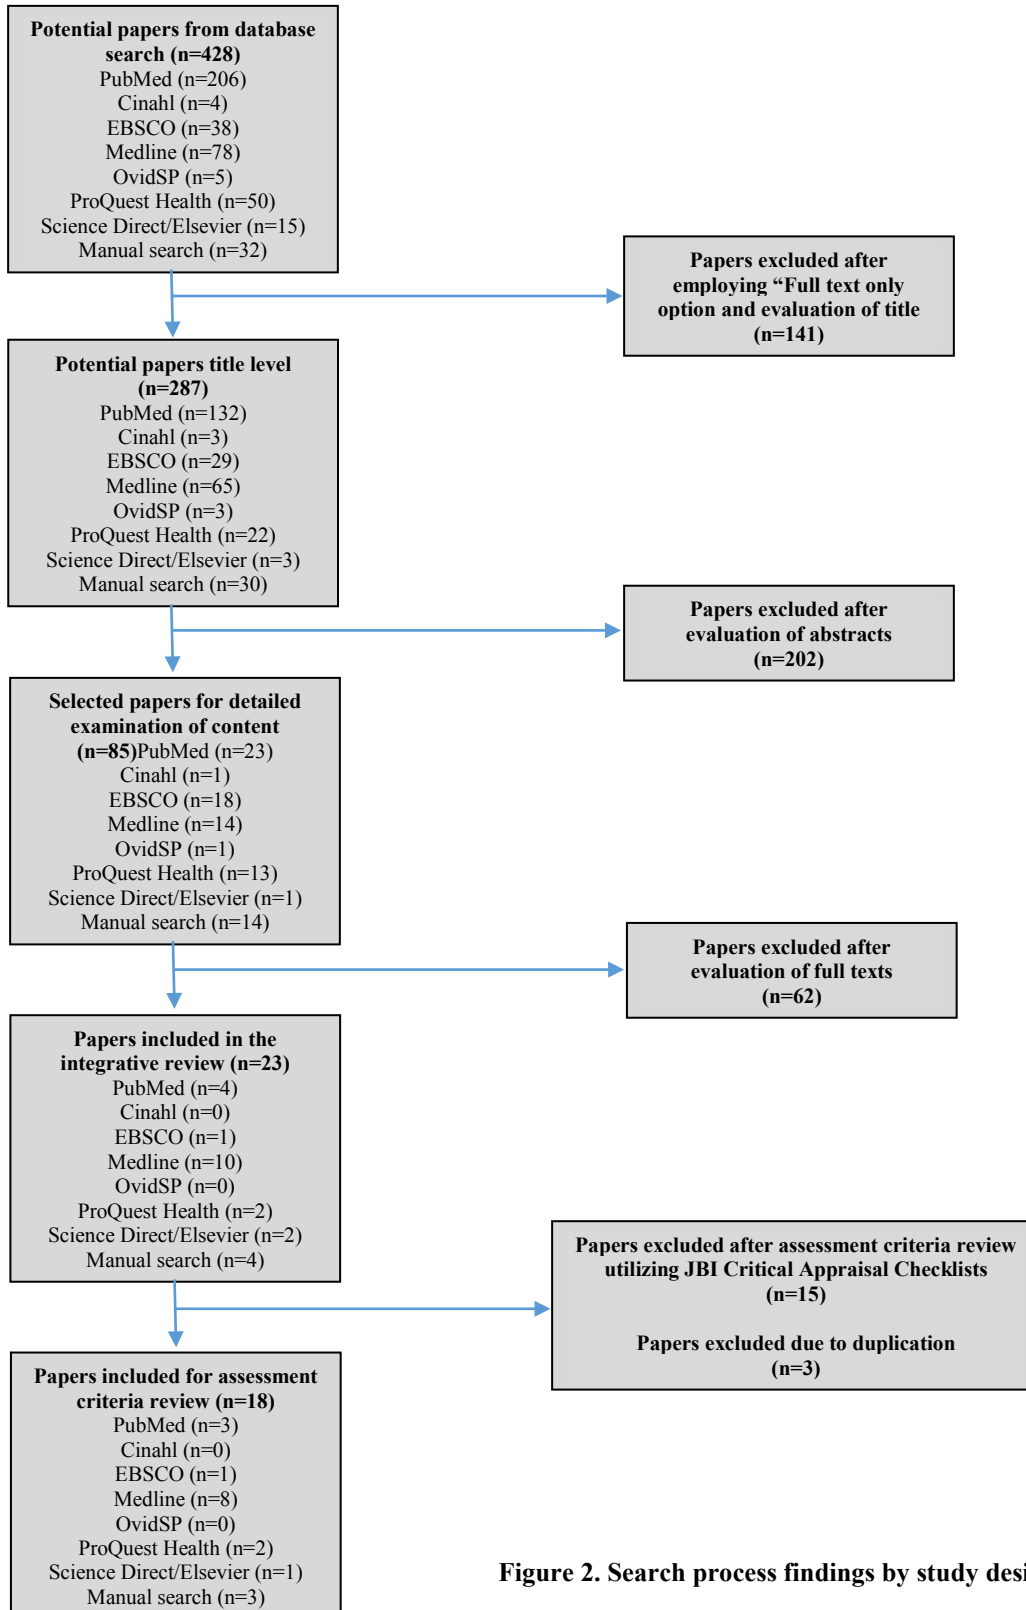 Potential papers from database
search (n=428)
PubMed (n=206)
Cinahl (n=4)
EBSCO (n=38)
Medline (n=78)
OvidSP (n=5)
ProQuest Health (n=50)
Science Direct/Elsevier (n=15)
Manual search (n=32)
Papers excluded after
employing “Full text only
option and evaluation of title
(n=141)
Potential papers title level
(n=287)
PubMed (n=132)
Cinahl (n=3)
EBSCO (n=29)
Medline (n=65)
OvidSP (n=3)
ProQuest Health (n=22)
Science Direct/Elsevier (n=3)
Manual search (n=30)
Papers excluded after
evaluation of abstracts
(n=202)
Selected papers for detailed
examination of content
(n=85)PubMed (n=23)
Cinahl (n=1)
EBSCO (n=18)
Medline (n=14)
OvidSP (n=1)
ProQuest Health (n=13)
Science Direct/Elsevier (n=1)
Manual search (n=14)
Papers excluded after
evaluation of full texts
(n=62)
Papers included in the
integrative review (n=23)
PubMed (n=4)
Cinahl (n=0)
EBSCO (n=1)
Medline (n=10)
OvidSP (n=0)
ProQuest Health (n=2)
Science Direct/Elsevier (n=2)
Manual search (n=4)
Papers excluded after assessment criteria review
utilizing JBI Critical Appraisal Checklists
(n=15)
Papers excluded due to duplication
(n=3)
Papers included for assessment
criteria review (n=18)
PubMed (n=3)
Cinahl (n=0)
EBSCO (n=1)
Medline (n=8)
OvidSP (n=0)
ProQuest Health (n=2)
Science Direct/Elsevier (n=1)
Manual search (n=3)
Figure 2. Search process findings by study desi